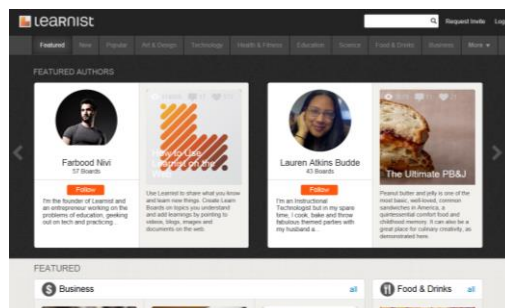 Learnist
Request Invite Log
Featured New Popular Art & Design Technology Health & Fitness Education Science Food & Drinks Business More
FEATURED AUTHORS
Farbood Nivi
57 Boards
Follow
I'm the founder of Learnist and
an entrepreneur working on the
problems of education, geeking
out on tech and practicing
How to Use
Learnist on the
Use Learnist to share what you know
and learn new things. Create Learn
Boards on topics you understand
and add learnings by pointing to
videos, blogs, images and
documents on the web.
Lauren Atkins Budde
43 Boards
Follow
I'm an Instructional
Technologist but in my spare
time, I cook, bake and throw
fabulous themed parties with
my husband a..
The Ultimate PB&J
Peanut butter and jelly is one of the
most basic, well-loved, common
sandwiches in America, a
quintessential comfort food and
childhood memory. It can also be a
great place for culinary creativity, as
demonstrated here.
FEATURED
Business all
Food & Drinks all